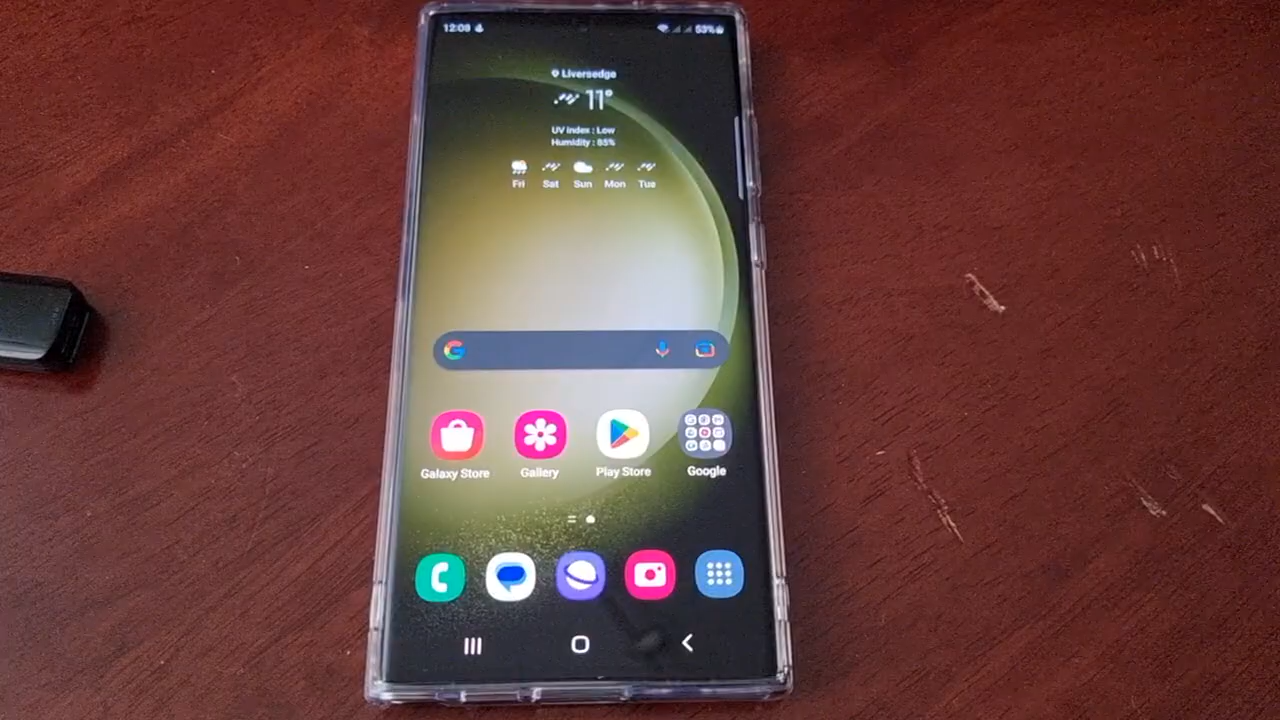 12:09
53%
Liversedge
11°
UV index : Low
Humidity : 85%
Fri Sat Sun Mon Tue
G
Galaxy Store Gallery Play Store Google